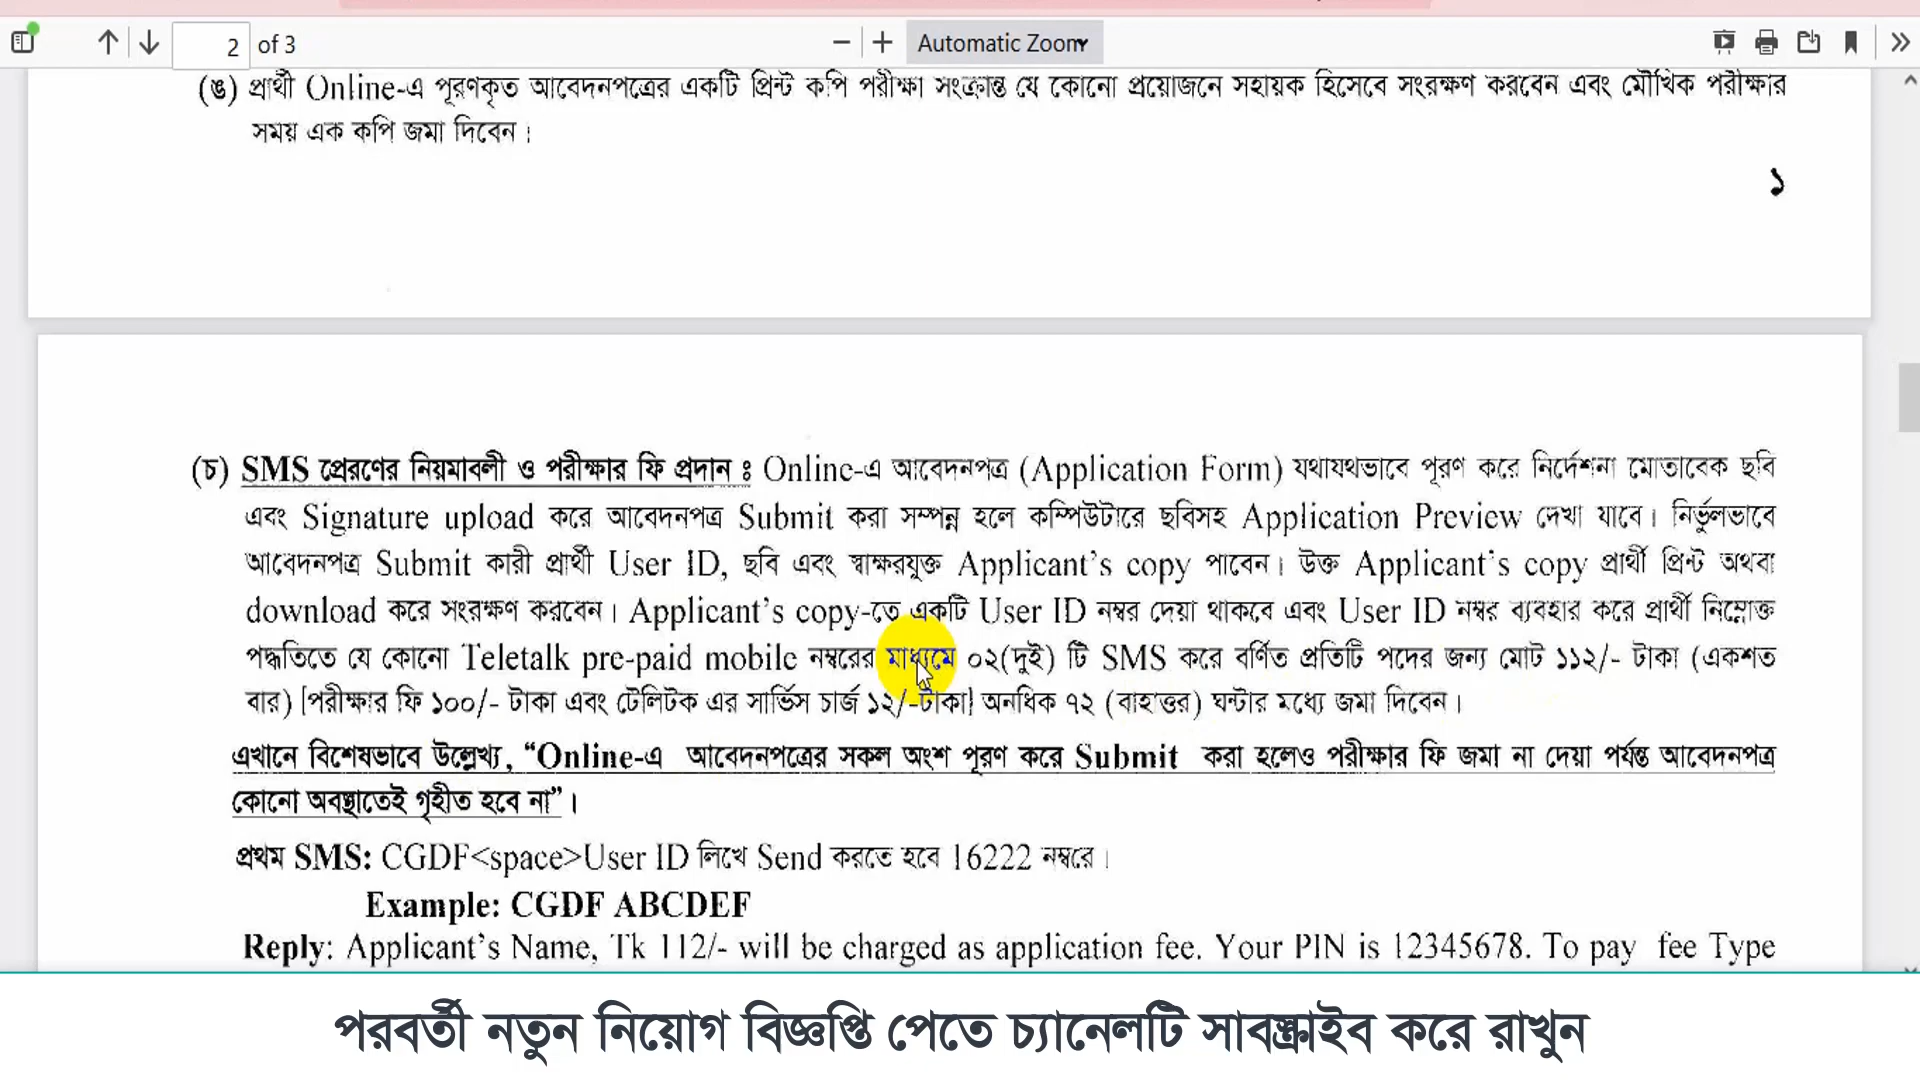 2 of 3 Automatic Zoom
(ঙ) প্রার্থী Online-এ পূরণকৃত আবেদনপত্রের একটি প্রিন্ট কপি পরীক্ষা সংক্রান্ত যে কোনো প্রয়োজনে সহায়ক হিসেবে সংরক্ষণ করবেন এবং মৌখিক পরীক্ষার
সময় এক কপি জমা দিবেন।
১
(চ) SMS প্রেরণের নিয়মাবলী ও পরীক্ষার ফি প্রদান ঃ Online-এ আবেদনপত্র (Application Form) যথাযথভাবে পূরণ করে নির্দেশনা মোতাবেক ছবি
এবং Signature upload করে আবেদনপত্র Submit করা সম্পন্ন হলে কম্পিউটারে ছবিসহ Application Preview দেখা যাবে। নির্ভুলভাবে
আবেদনপত্র Submit কারী প্রার্থী User ID, ছবি এবং স্বাক্ষরযুক্ত Applicant's copy পাবেন। উক্ত Applicant's copy প্রার্থী প্রিন্ট অথবা
download করে সংরক্ষণ করবেন। Applicant's copy-তে একটি User ID নম্বর দেয়া থাকবে এবং User ID নম্বর ব্যবহার করে প্রার্থী নিম্নোক্ত
পদ্ধতিতে যে কোনো Teletalk pre-paid mobile নম্বরের মাধ্যমে ০২(দুই) টি SMS করে বর্ণিত প্রতিটি পদের জন্য মোট ১১২/- টাকা (একশত
বার) [পরীক্ষার ফি ১০০/- টাকা এবং টেলিটক এর সার্ভিস চার্জ ১২/-টাকা] অনধিক ৭২ (বাহাত্তর) ঘন্টার মধ্যে জমা দিবেন।
এখানে বিশেষভাবে উল্লেখ্য, “Online-এ আবেদনপত্রের সকল অংশ পূরণ করে Submit করা হলেও পরীক্ষার ফি জমা না দেয়া পর্যন্ত আবেদনপত্র
কোনো অবস্থাতেই গৃহীত হবে না”।
প্রথম SMS: CGDF<space>User ID লিখে Send করতে হবে 16222 নম্বরে।
Example: CGDF ABCDEF
Reply: Applicant's Name, Tk 112/- will be charged as application fee. Your PIN is 12345678. To pay fee Type
পরবর্তী নতুন নিয়োগ বিজ্ঞপ্তি পেতে চ্যানেলটি সাবস্ক্রাইব করে রাখুন